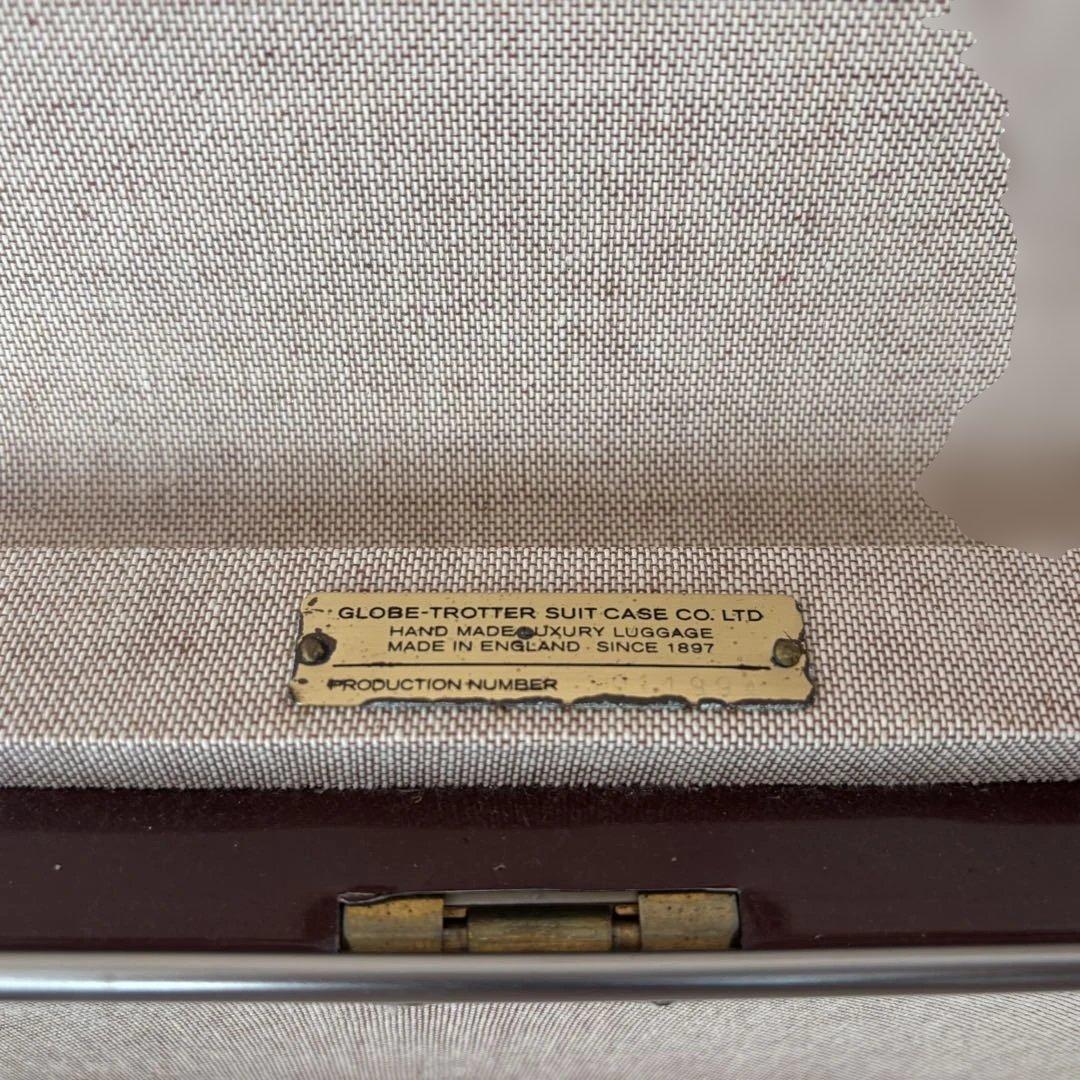 GLOBE-TROTTER SUIT CASE CO. LTD
HAND MADE LUXURY LUGGAGE
MADE IN ENGLAND · SINCE 1897
PRODUCTION NUMBER